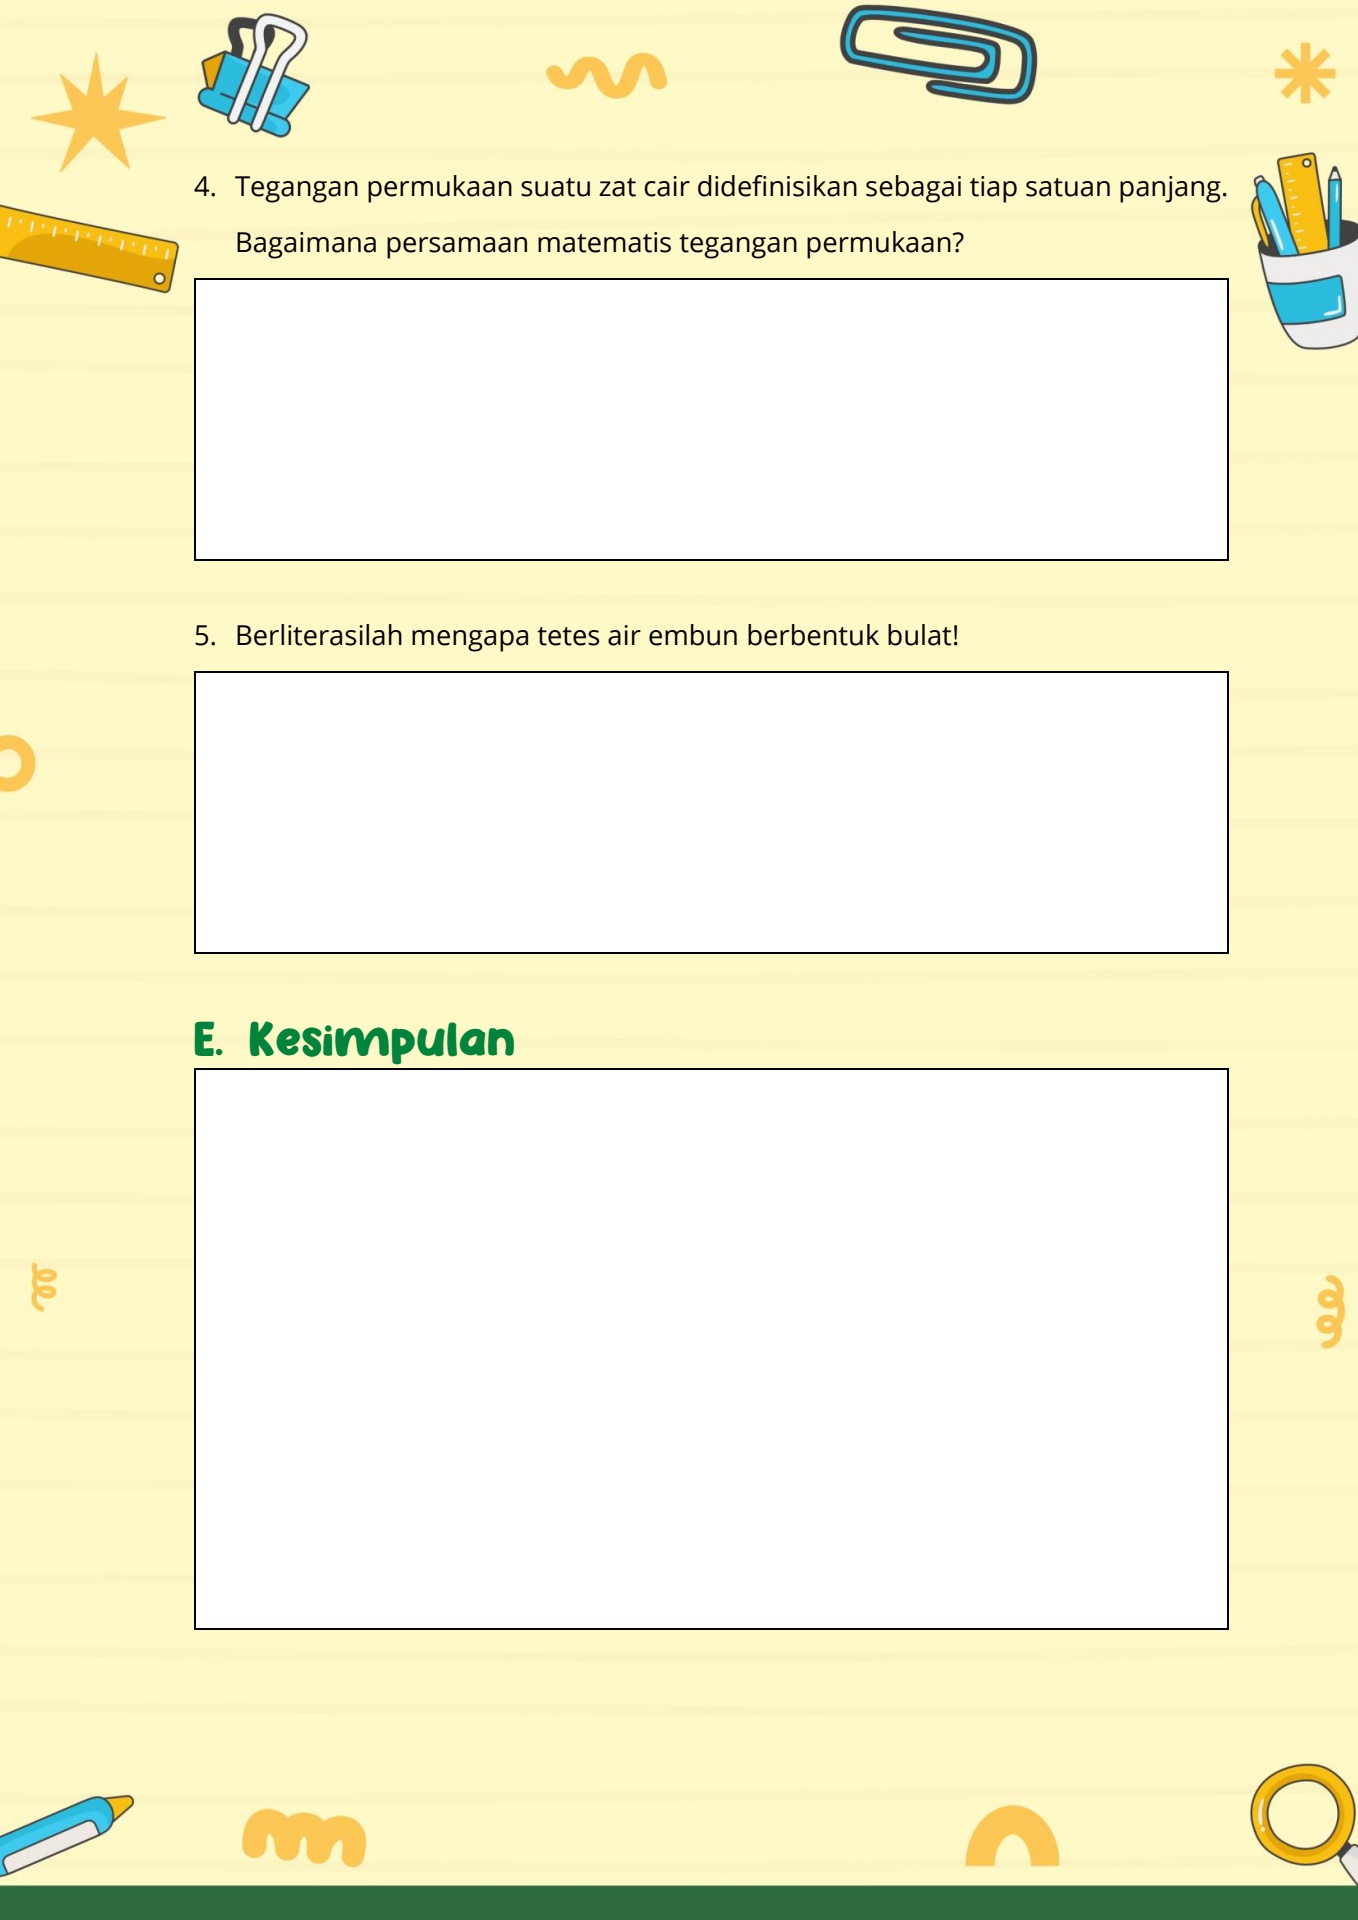 4. Tegangan permukaan suatu zat cair didefinisikan sebagai tiap satuan panjang.
Bagaimana persamaan matematis tegangan permukaan?
5. Berliterasilah mengapa tetes air embun berbentuk bulat!
E. Kesimpulan